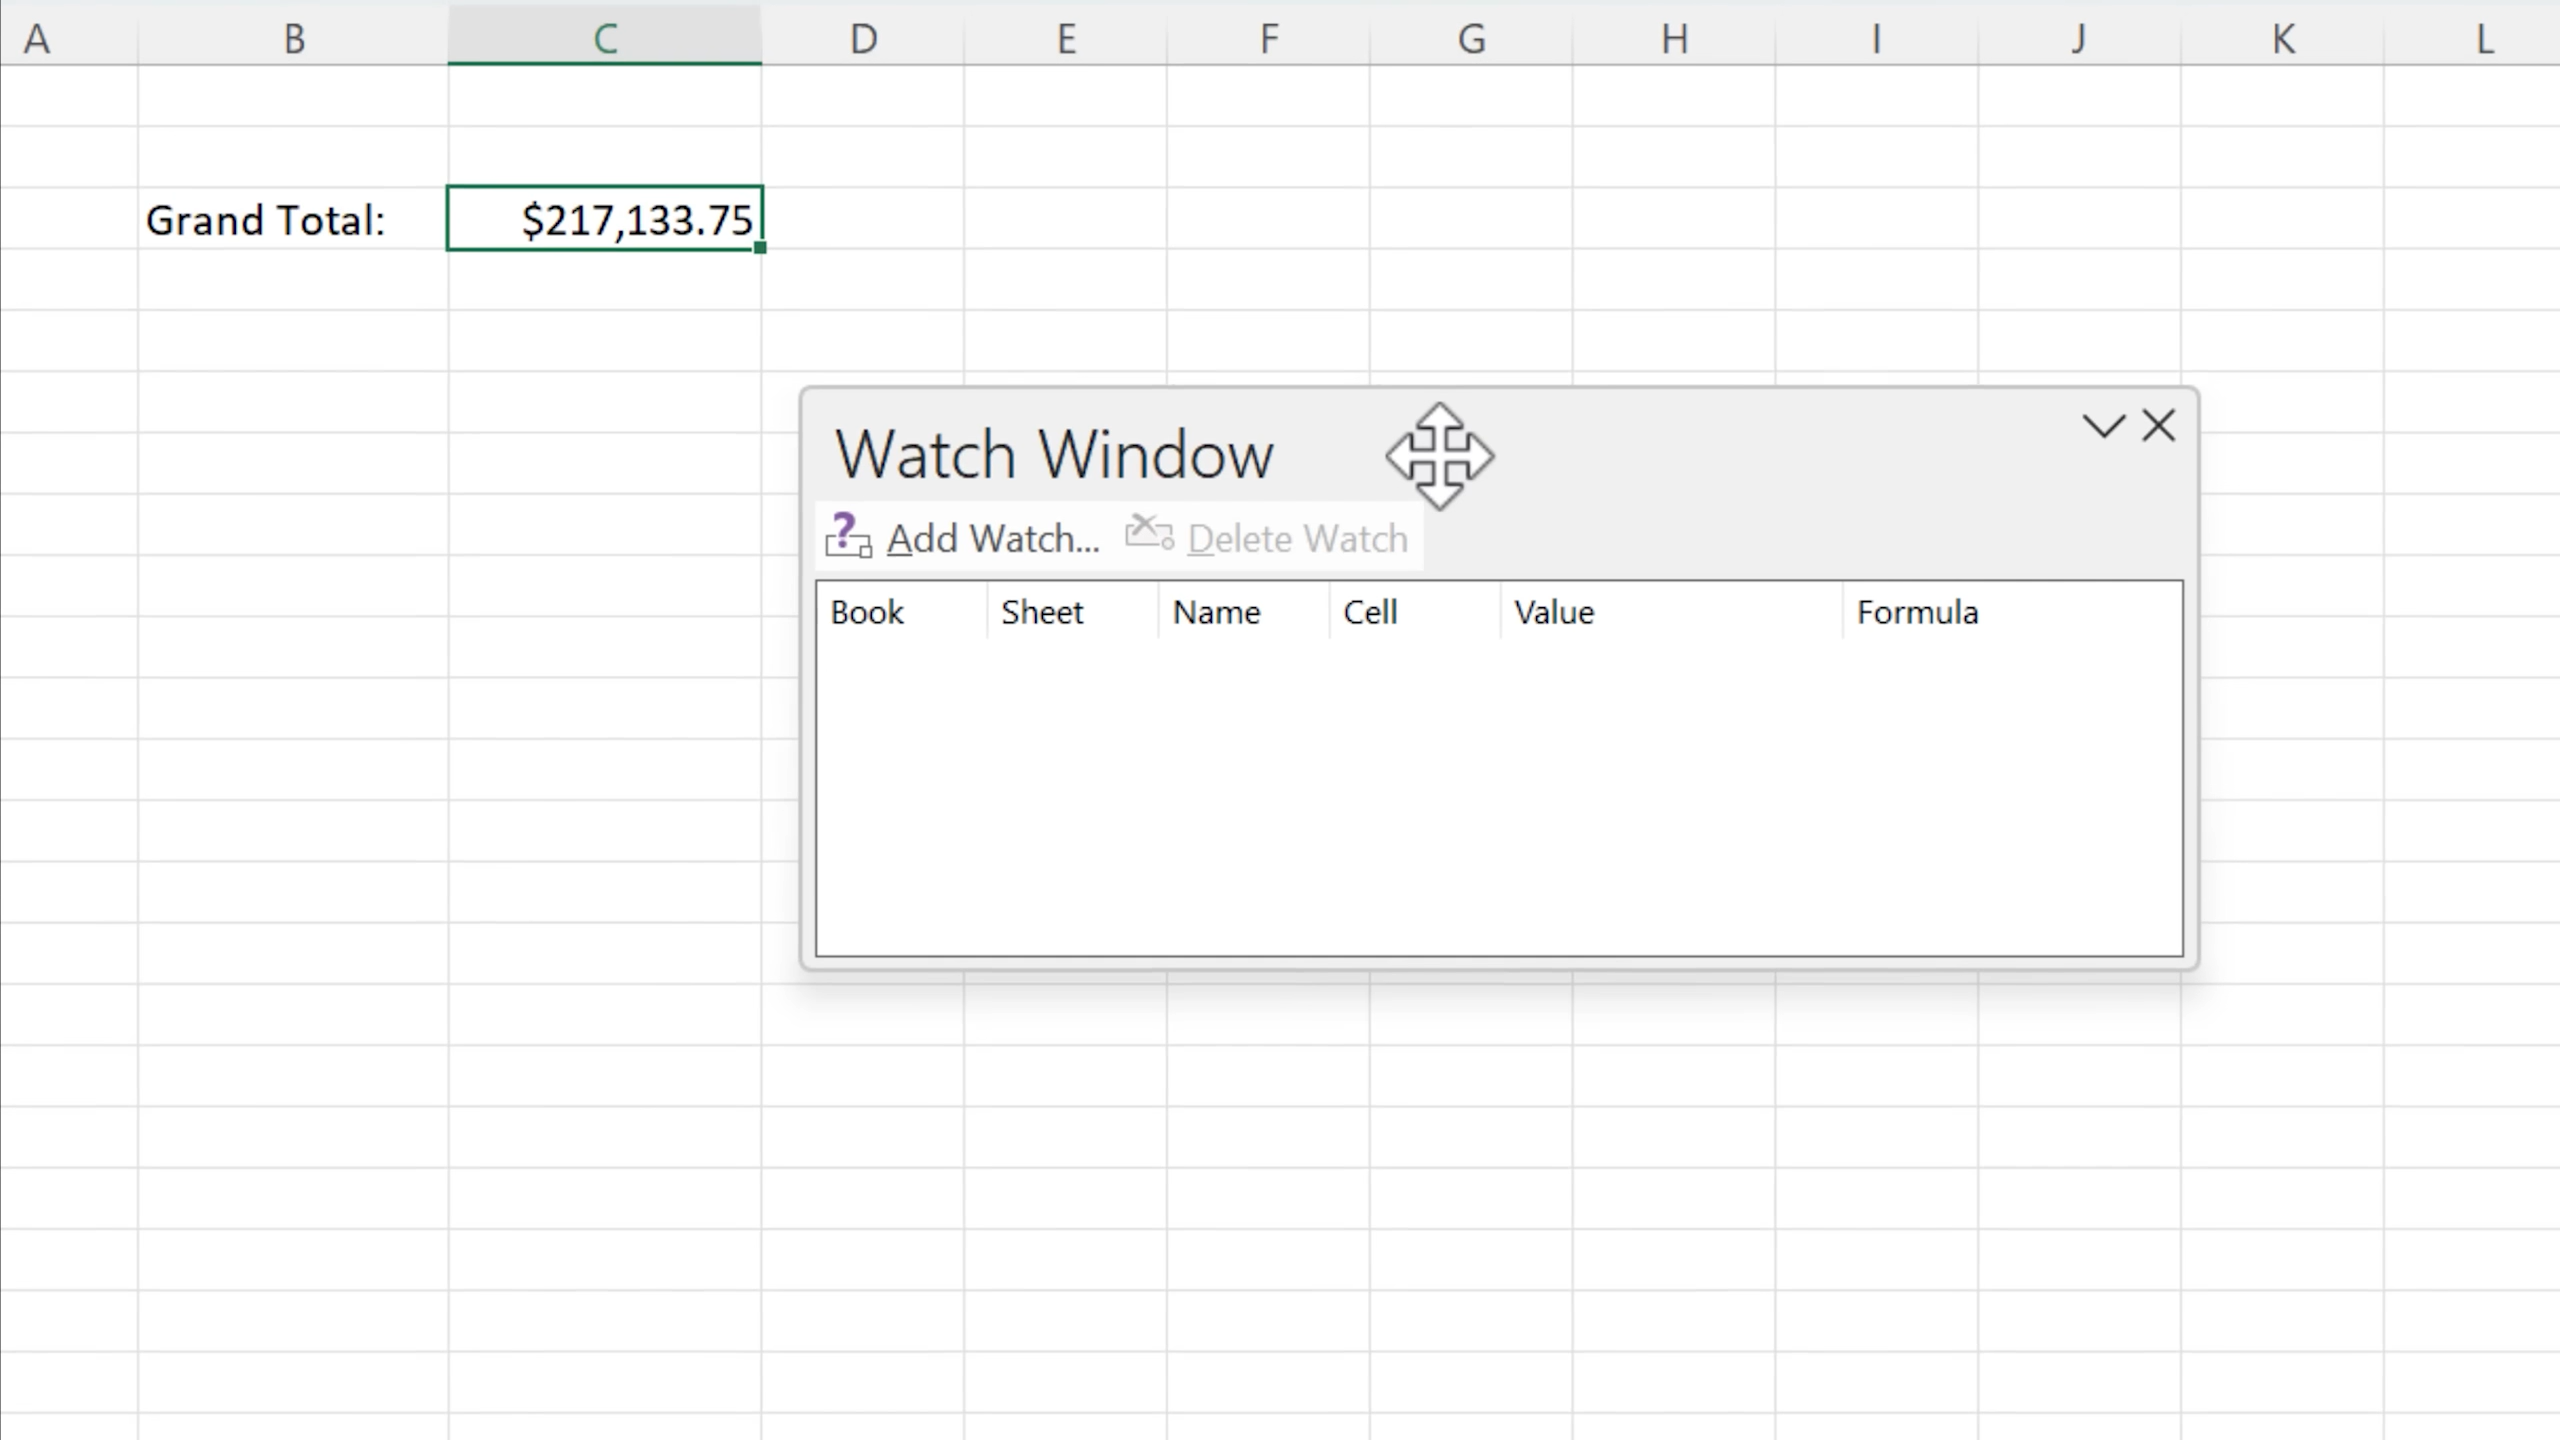 A B C D E F G H I J K L
Grand Total: $217,133.75
Watch Window
Add Watch... Delete Watch
Book Sheet Name Cell Value Formula